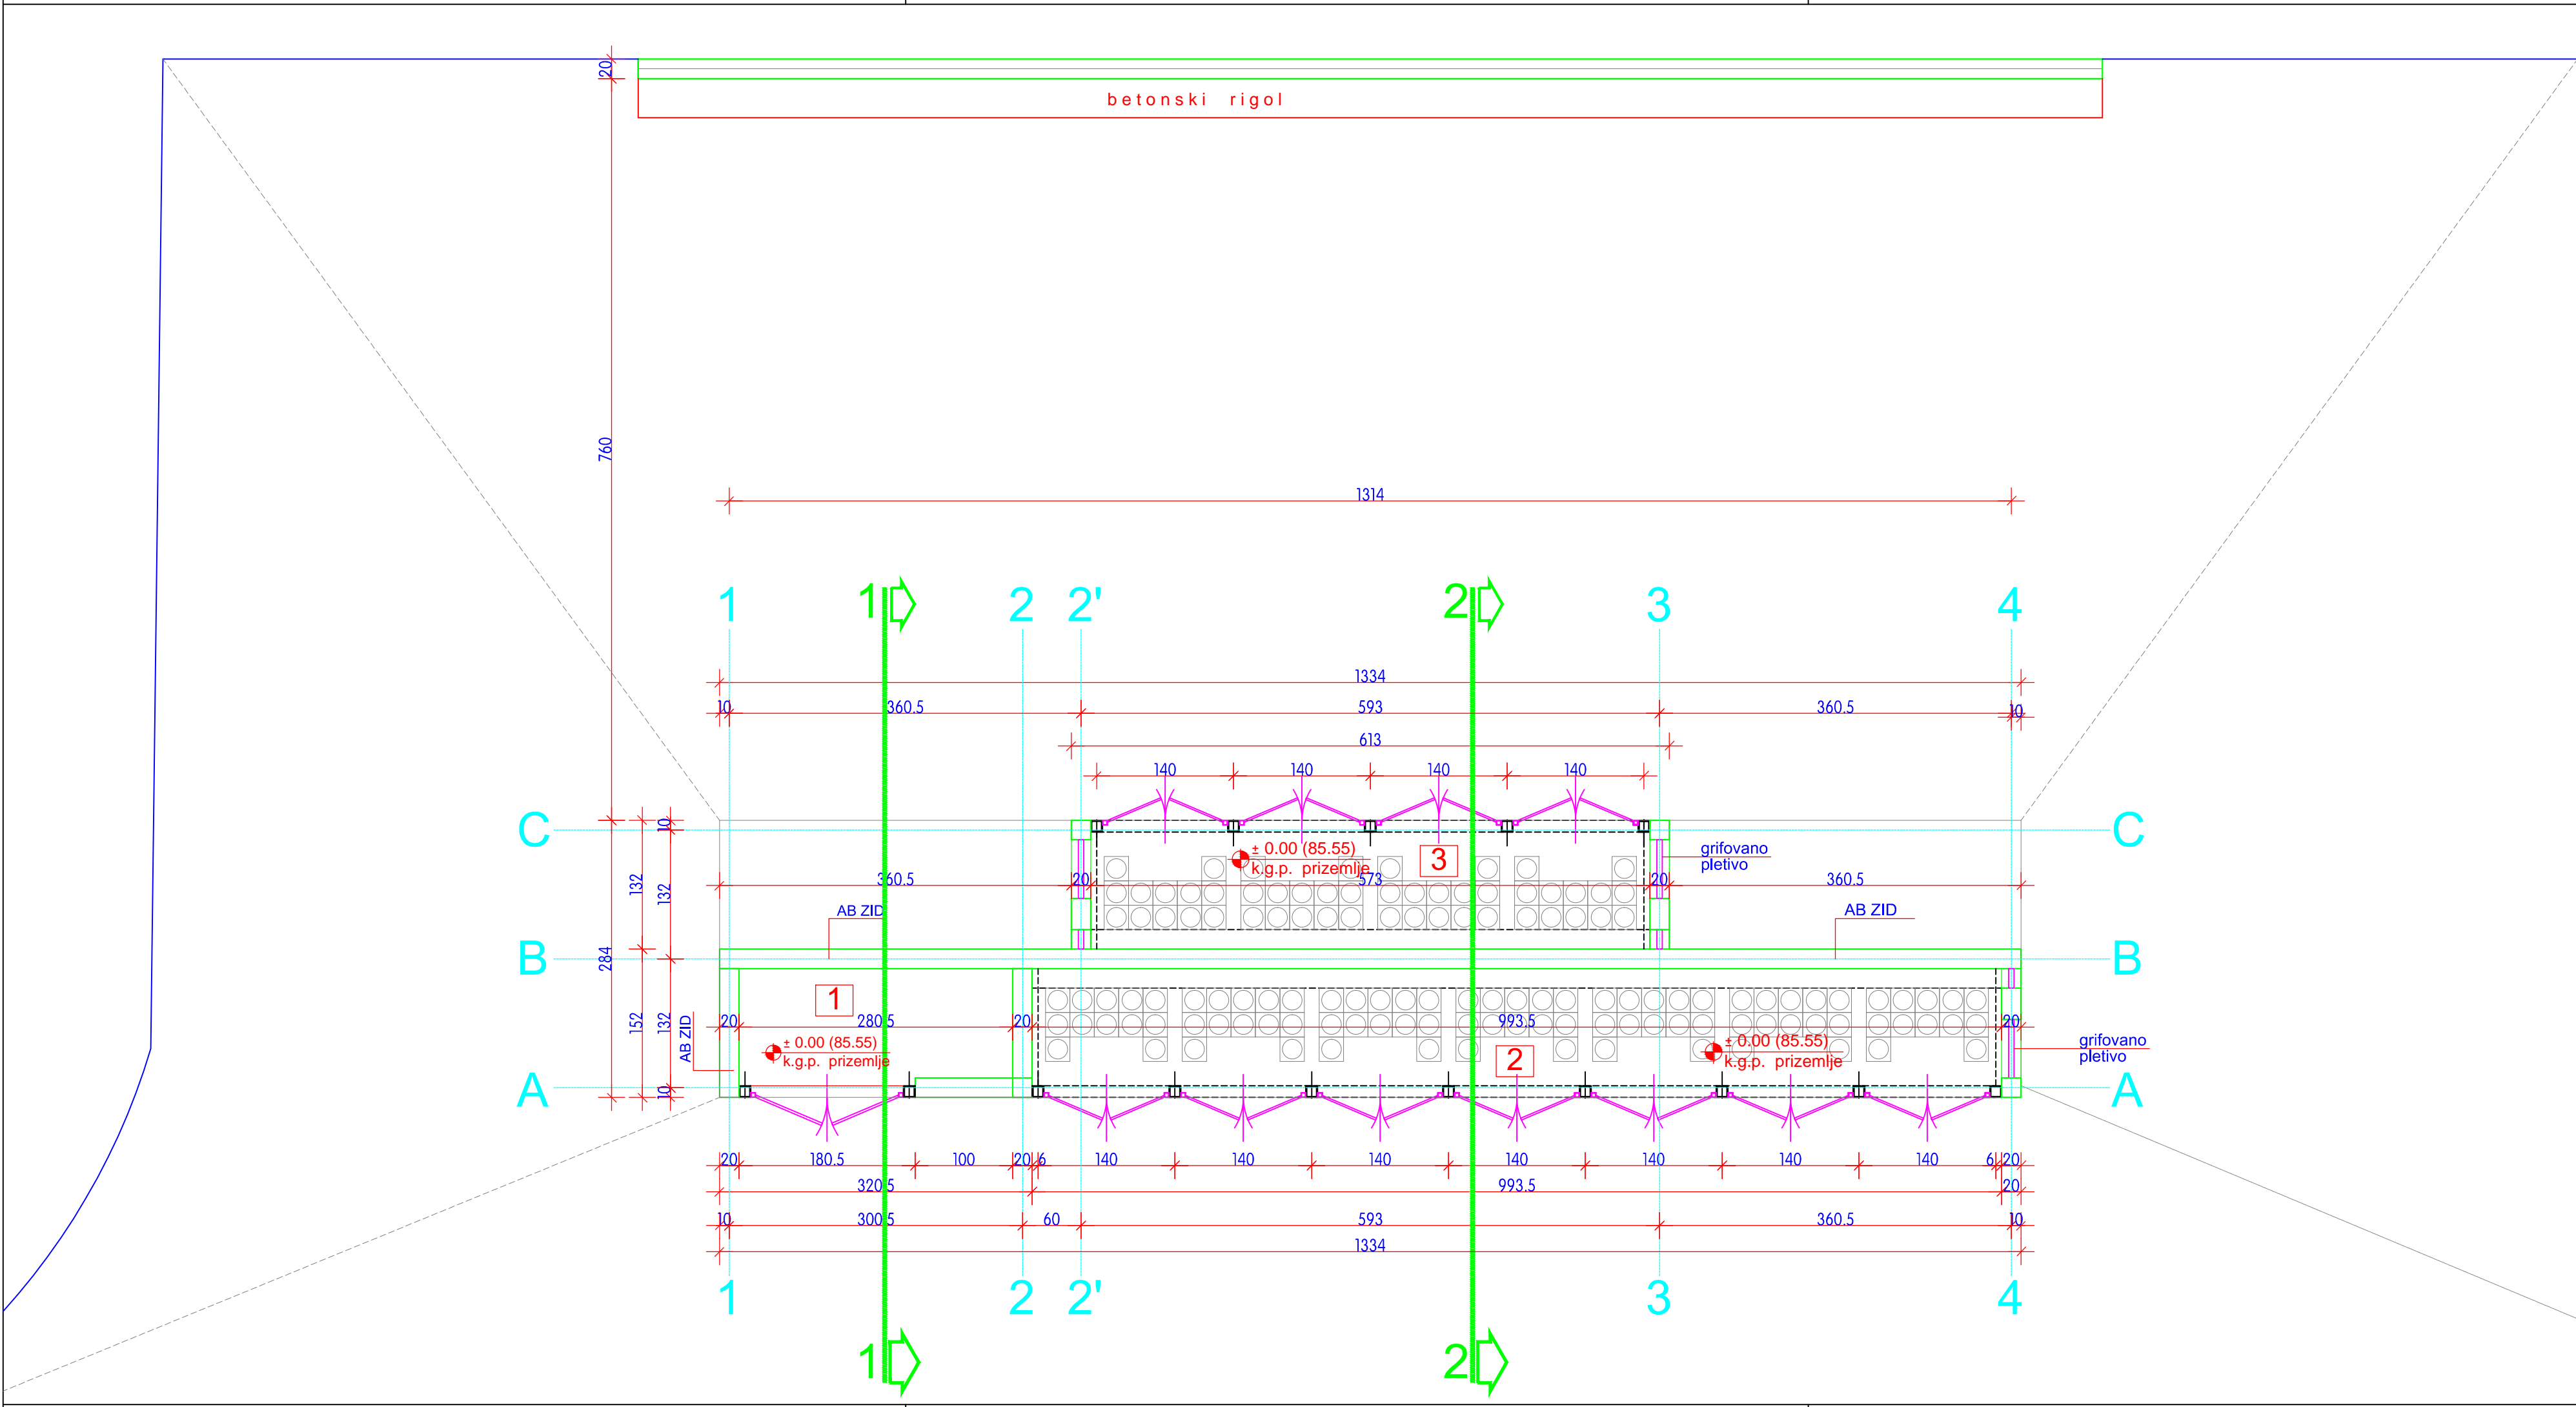 20
betonski rigol
760
1314
1 1 2 2' 2 3 4
1334
10 360.5 593 360.5 10
613
140 140 140 140
C 10 C
± 0.00 (85.55)
k.g.p. prizemlje
3
grifovano
pletivo
132 132
360.5 20 573 20 360.5
AB ZID
AB ZID
B 284 B
1
20 280.5 20 993.5 20
152 132
AB ZID
± 0.00 (85.55)
k.g.p. prizemlje
2
± 0.00 (85.55)
k.g.p. prizemlje
grifovano
pletivo
A 10 A
20 180.5 100 20 6 140 140 140 140 140 140 140 6 20
320.5 993.5 20
10 300.5 60 593 360.5 10
1334
1 2 2' 3 4
1 2